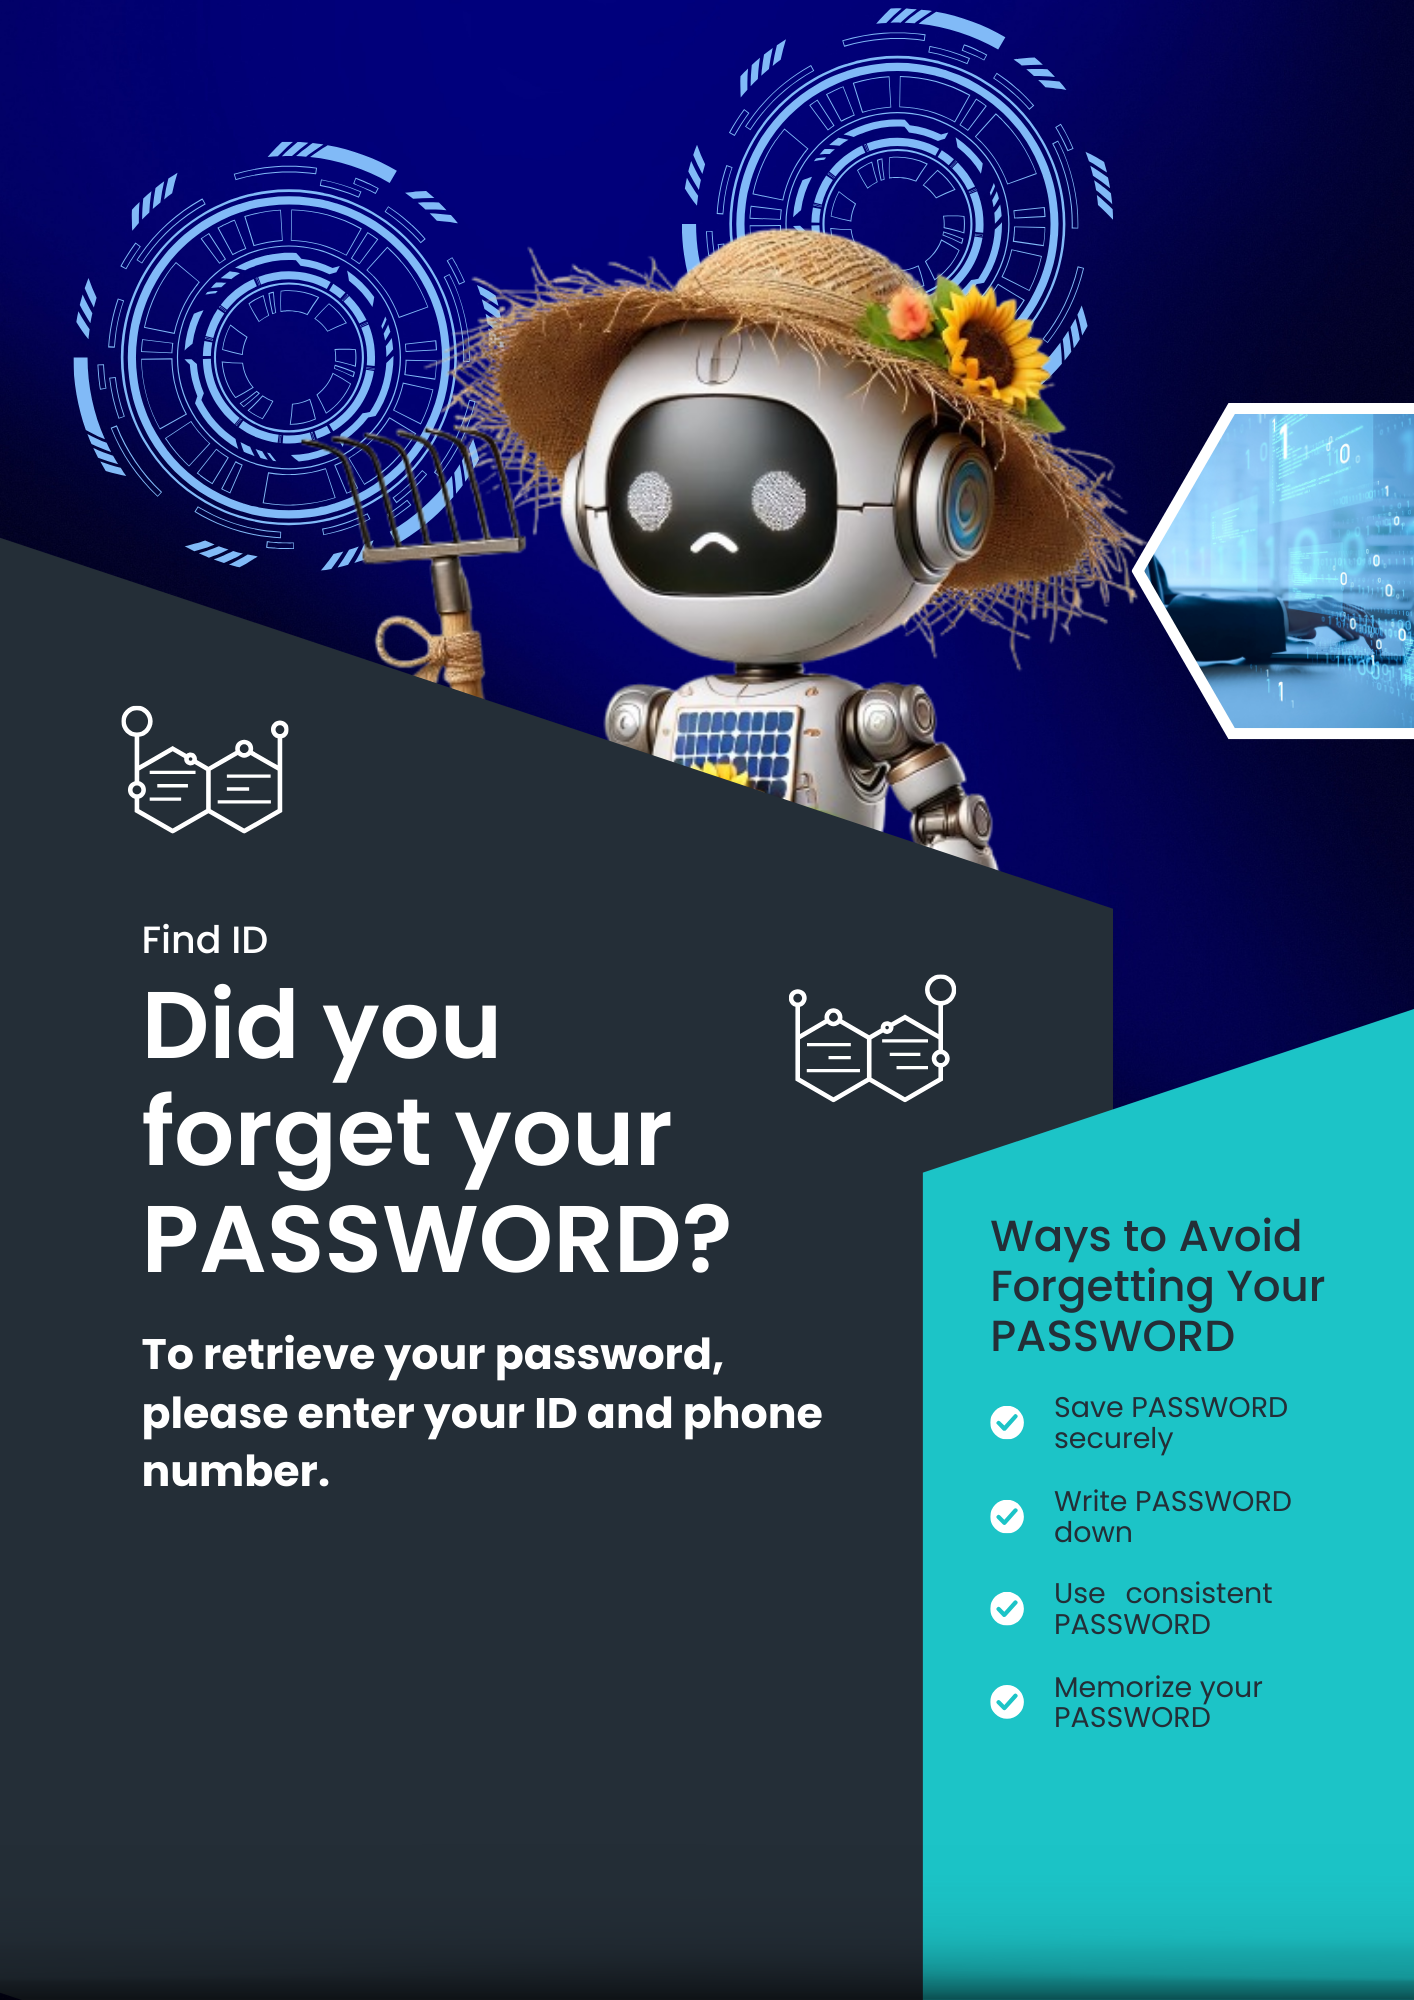 Find ID
Did you
forget your
PASSWORD?
To retrieve your password,
please enter your ID and phone
number.
Ways to Avoid
Forgetting Your
PASSWORD
Save PASSWORD
securely
Write PASSWORD
down
Use consistent
PASSWORD
Memorize your
PASSWORD